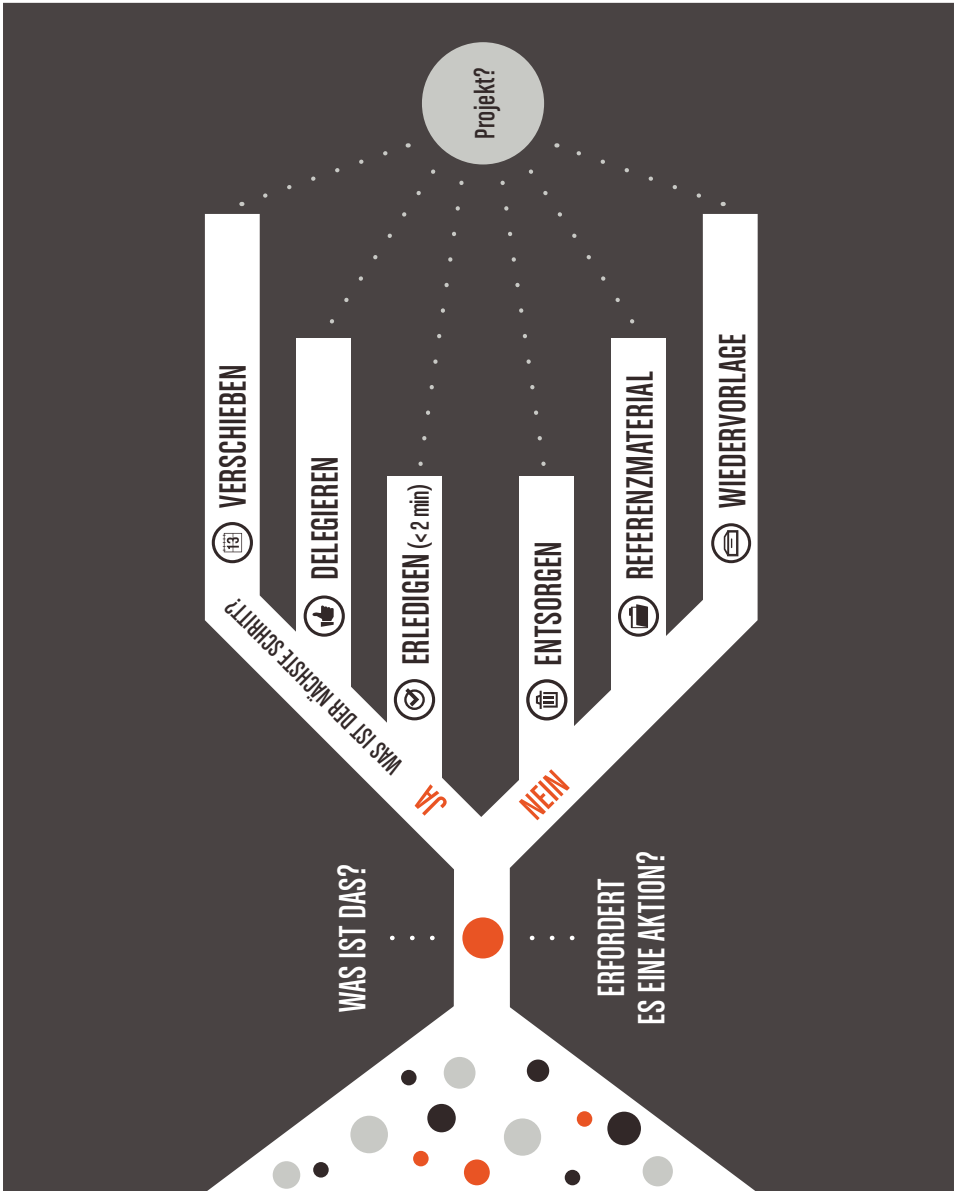 WAS IST DAS?
ERFORDERT
ES EINE AKTION?
JA
WAS IST DER NÄCHSTE SCHRITT?
NEIN
13 VERSCHIEBEN
DELEGIEREN
ERLEDIGEN (< 2 min)
ENTSORGEN
REFERENZMATERIAL
WIEDERVORLAGE
Projekt?